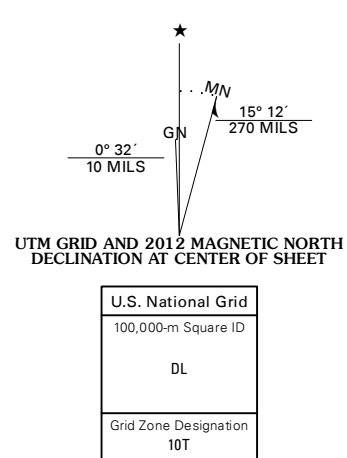 ★
MN
15° 12´
270 MILS
GN
0° 32´
10 MILS
UTM GRID AND 2012 MAGNETIC NORTH
DECLINATION AT CENTER OF SHEET
U.S. National Grid
100,000-m Square ID
DL
Grid Zone Designation
10T